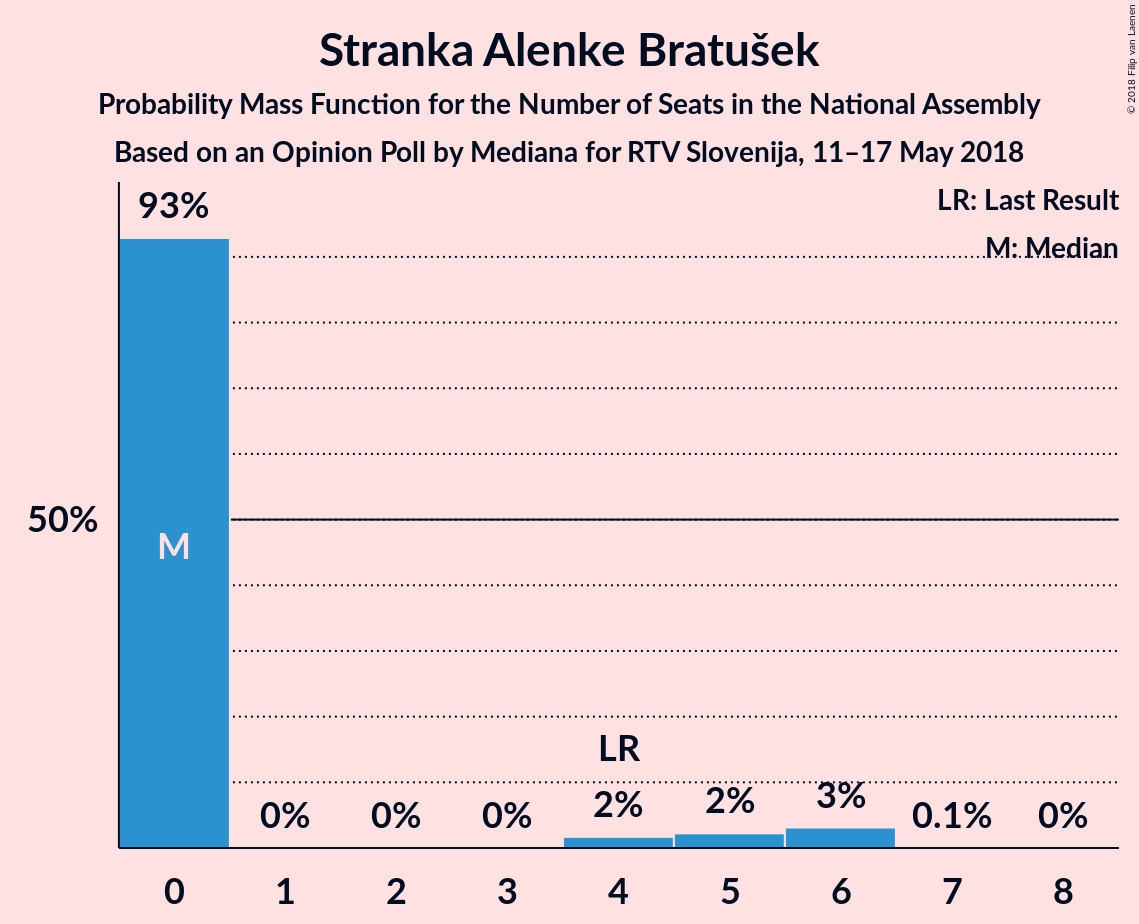 Stranka Alenke Bratušek
Probability Mass Function for the Number of Seats in the National Assembly
Based on an Opinion Poll by Mediana for RTV Slovenija, 11–17 May 2018
© 2018 Filip van Laenen
LR: Last Result
M: Median
93%
50%
M
LR
0% 0% 0% 2% 2% 3% 0.1% 0%
0 1 2 3 4 5 6 7 8